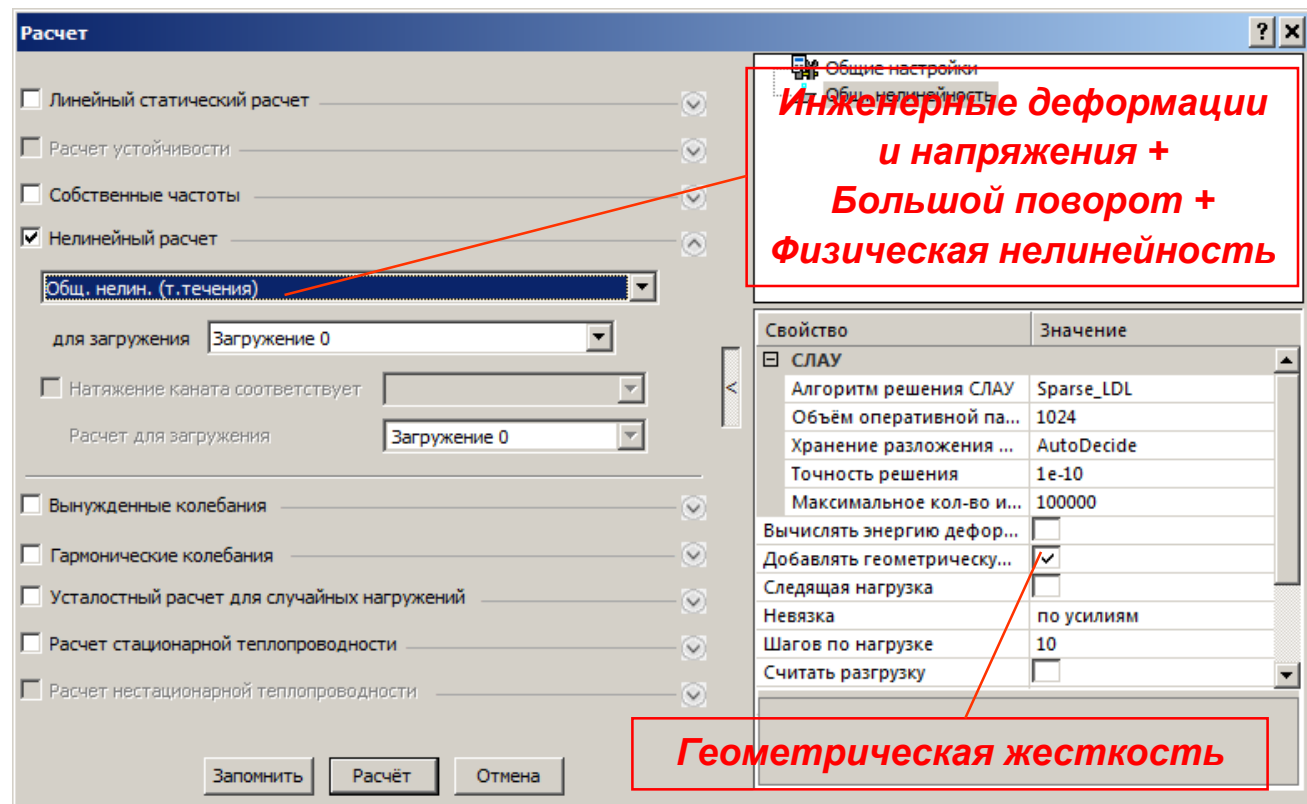 Расчет
Линейный статический расчет
Расчет устойчивости
Собственные частоты
Нелинейный расчет
Общ. нелин. (т.течения)
для загружения Загружение 0
Натяжение каната соответствует
Расчет для загружения Загружение 0
Вынужденные колебания
Гармонические колебания
Усталостный расчет для случайных нагружений
Расчет стационарной теплопроводности
Расчет нестационарной теплопроводности
Запомнить Расчёт Отмена
Общие настройки
Общ. нелинейность
Инженерные деформации
и напряжения +
Большой поворот +
Физическая нелинейность
<
Свойство Значение
СЛАУ
Алгоритм решения СЛАУ Sparse_LDL
Объём оперативной па... 1024
Хранение разложения ... AutoDecide
Точность решения 1e-10
Максимальное кол-во и... 100000
Вычислять энергию дефор...
Добавлять геометрическу...
Следящая нагрузка
Невязка по усилиям
Шагов по нагрузке 10
Считать разгрузку
Геометрическая жесткость